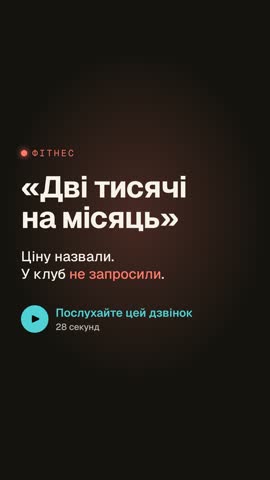 ФІТНЕС
«Дві тисячі
на місяць»
Ціну назвали.
У клуб не запросили.
Послухайте цей дзвінок
28 секунд